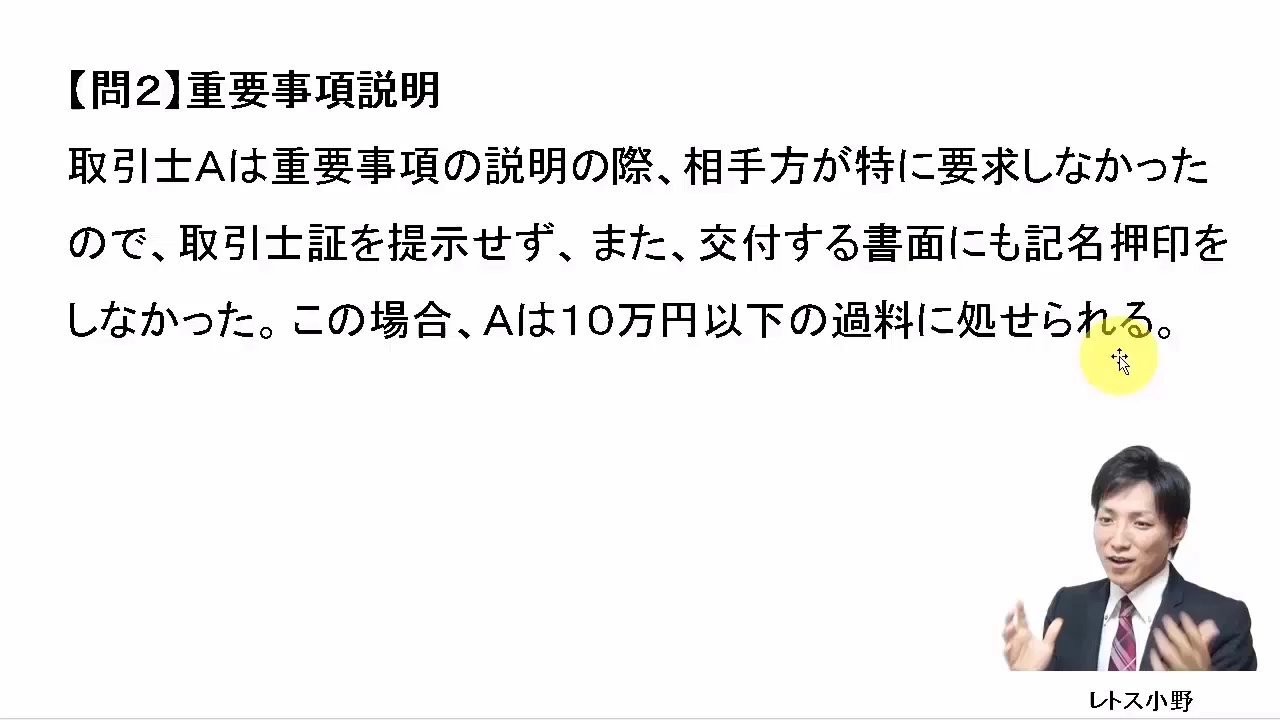 【問２】重要事項説明
取引士Ａは重要事項の説明の際、相手方が特に要求しなかった
ので、取引士証を提示せず、また、交付する書面にも記名押印を
しなかった。この場合、Ａは１０万円以下の過料に処せられる。
レトス小野